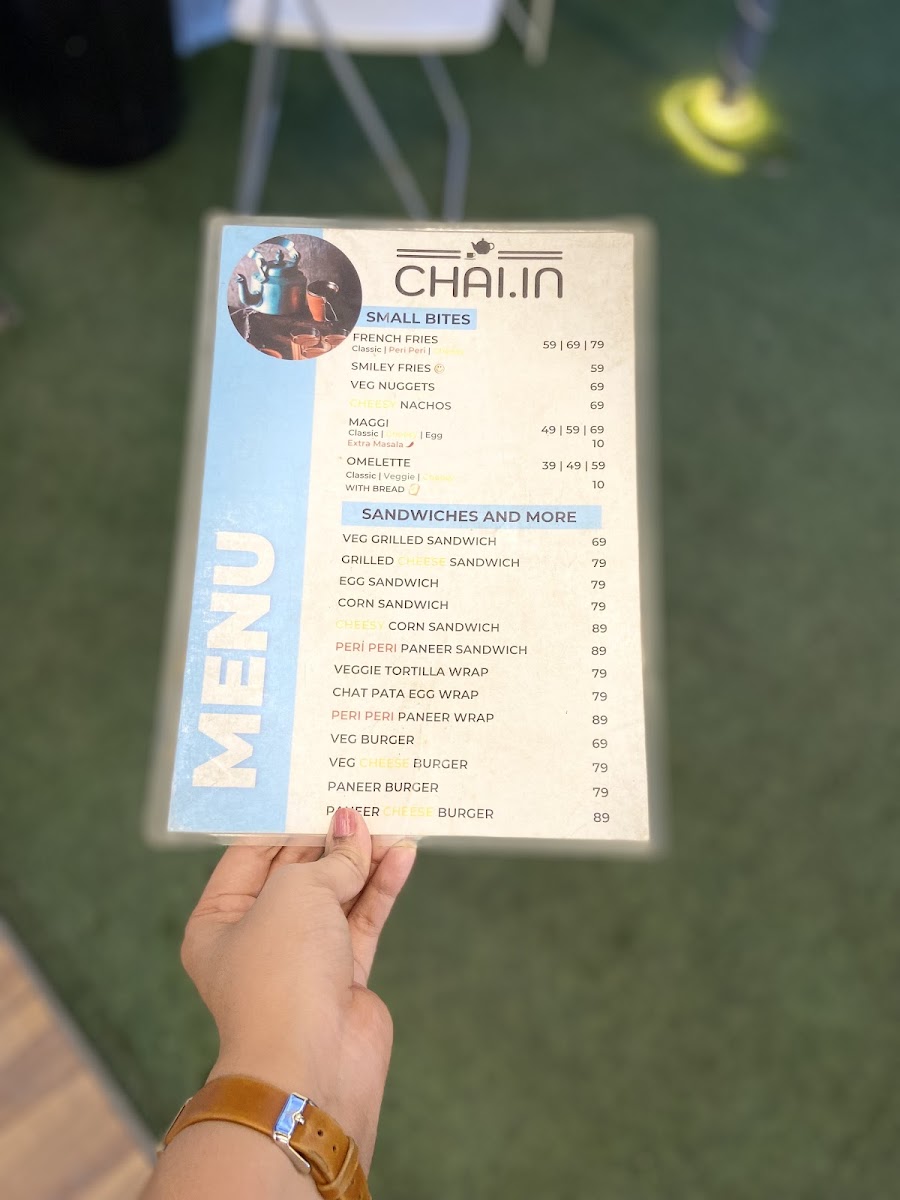 CHAI.IN
SMALL BITES
FRENCH FRIES
Classic | Peri Peri | Cheesy 59 | 69 | 79
SMILEY FRIES 59
VEG NUGGETS 69
CHEESY NACHOS 69
MAGGI
Classic | Cheesy | Egg 49 | 59 | 69
Extra Masala 10
OMELETTE 39 | 49 | 59
Classic | Veggie | Cheesy
WITH BREAD 10
SANDWICHES AND MORE
VEG GRILLED SANDWICH 69
GRILLED CHEESE SANDWICH 79
EGG SANDWICH 79
CORN SANDWICH 79
CHEESY CORN SANDWICH 89
PERI PERI PANEER SANDWICH 89
VEGGIE TORTILLA WRAP 79
CHAT PATA EGG WRAP 79
PERI PERI PANEER WRAP 89
VEG BURGER 69
VEG CHEESE BURGER 79
PANEER BURGER 79
PANEER CHEESE BURGER 89
MENU